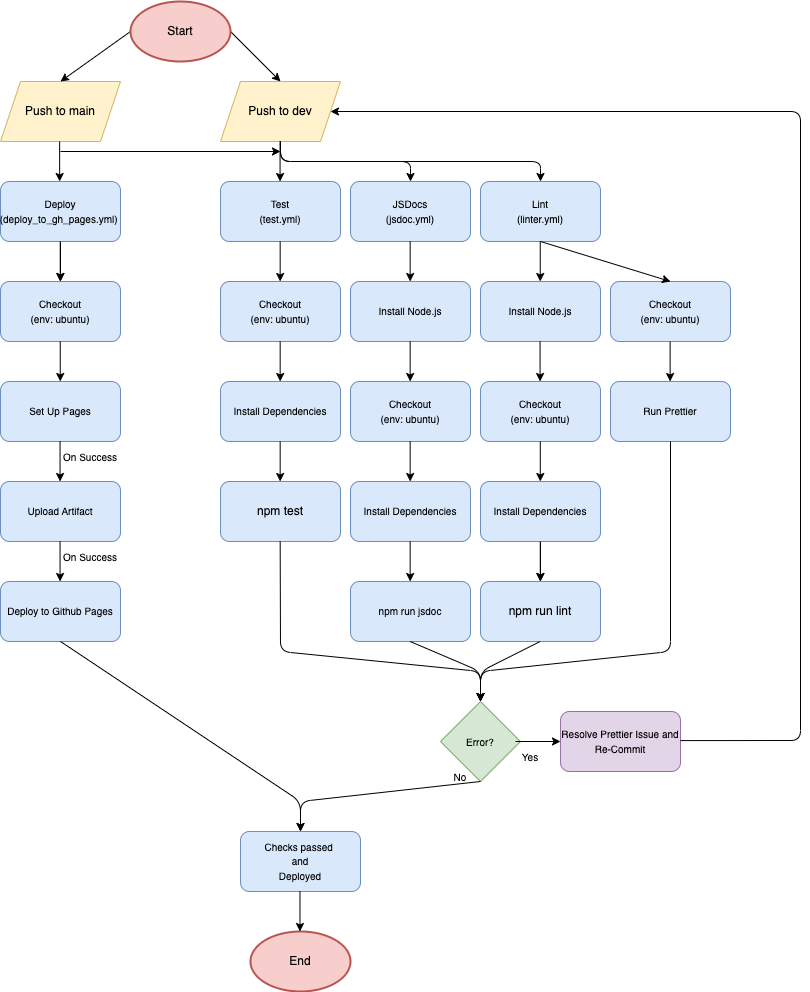 Start
Push to main
Push to dev
Deploy
(deploy_to_gh_pages.yml)
Test
(test.yml)
JSDocs
(jsdoc.yml)
Lint
(linter.yml)
Checkout
(env: ubuntu)
Checkout
(env: ubuntu)
Install Node.js
Install Node.js
Checkout
(env: ubuntu)
Set Up Pages
Install Dependencies
Checkout
(env: ubuntu)
Checkout
(env: ubuntu)
Run Prettier
On Success
Upload Artifact
npm test
Install Dependencies
Install Dependencies
On Success
Deploy to Github Pages
npm run jsdoc
npm run lint
Error?
Yes
Resolve Prettier Issue and
Re-Commit
No
Checks passed
and
Deployed
End